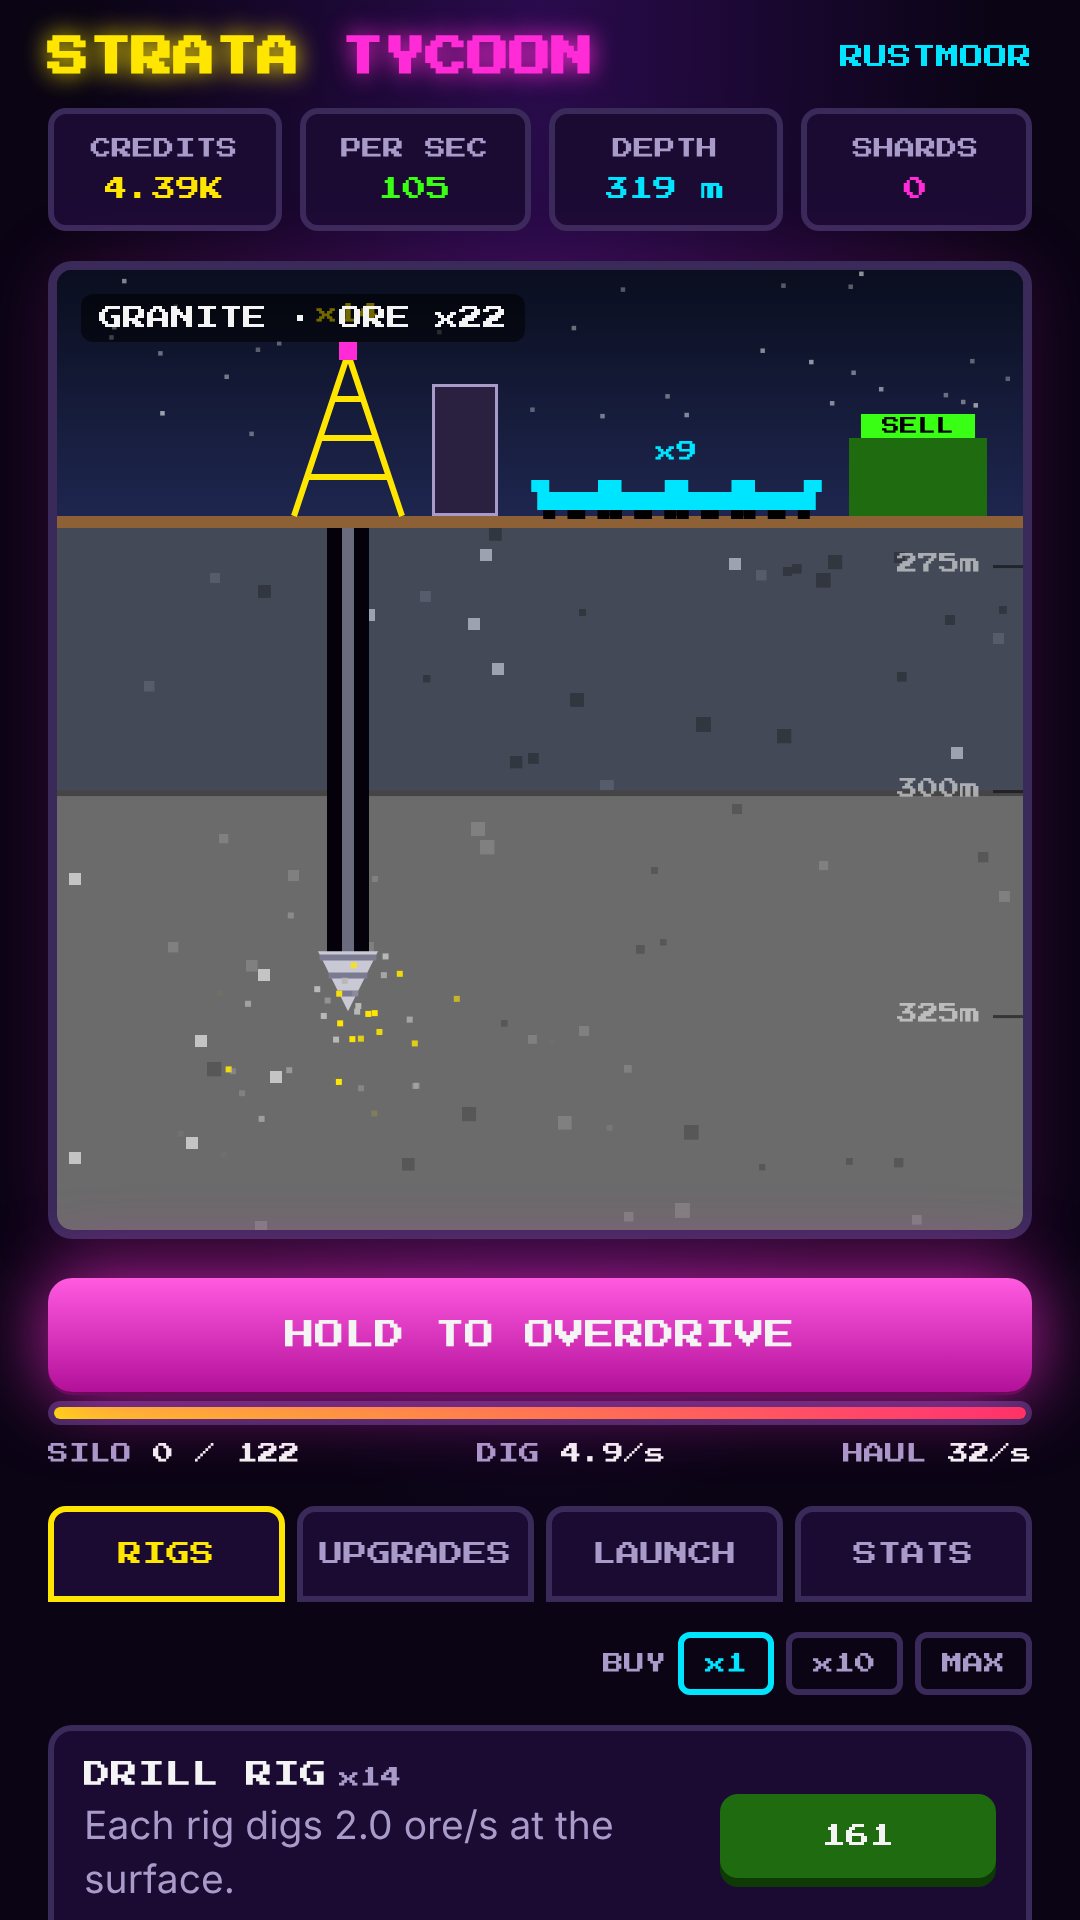 STRATA TYCOON
RUSTMOOR
CREDITS
4.39K
PER SEC
105
DEPTH
319 m
SHARDS
0
GRANITE · ORE x22
x14
x9
SELL
275m
300m
325m
HOLD TO OVERDRIVE
SILO 0 / 122
DIG 4.9/s
HAUL 32/s
RIGS
UPGRADES
LAUNCH
STATS
BUY
x1
x10
MAX
DRILL RIG x14
Each rig digs 2.0 ore/s at the
surface.
161